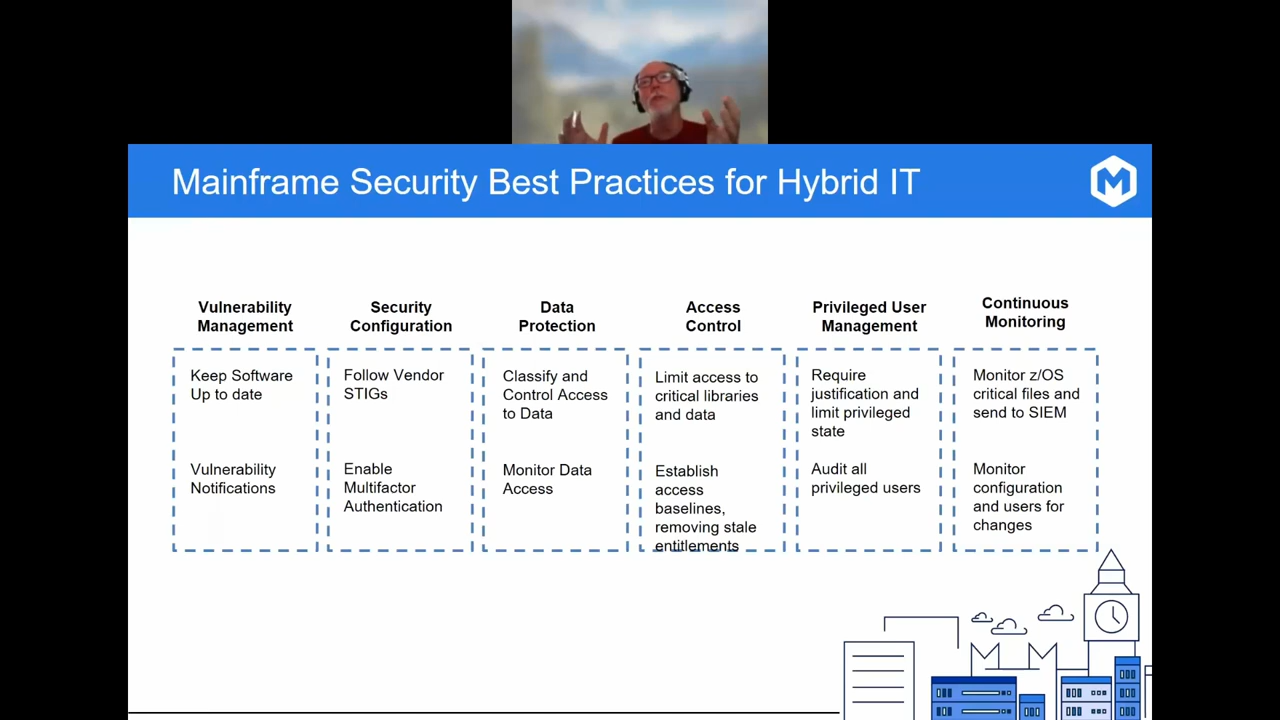 Mainframe Security Best Practices for Hybrid IT
Vulnerability
Management
Keep Software
Up to date
Vulnerability
Notifications
Security
Configuration
Follow Vendor
STIGs
Enable
Multifactor
Authentication
Data
Protection
Classify and
Control Access
to Data
Monitor Data
Access
Access
Control
Limit access to
critical libraries
and data
Establish
access
baselines,
removing stale
entitlements
Privileged User
Management
Require
justification and
limit privileged
state
Audit all
privileged users
Continuous
Monitoring
Monitor z/OS
critical files and
send to SIEM
Monitor
configuration
and users for
changes